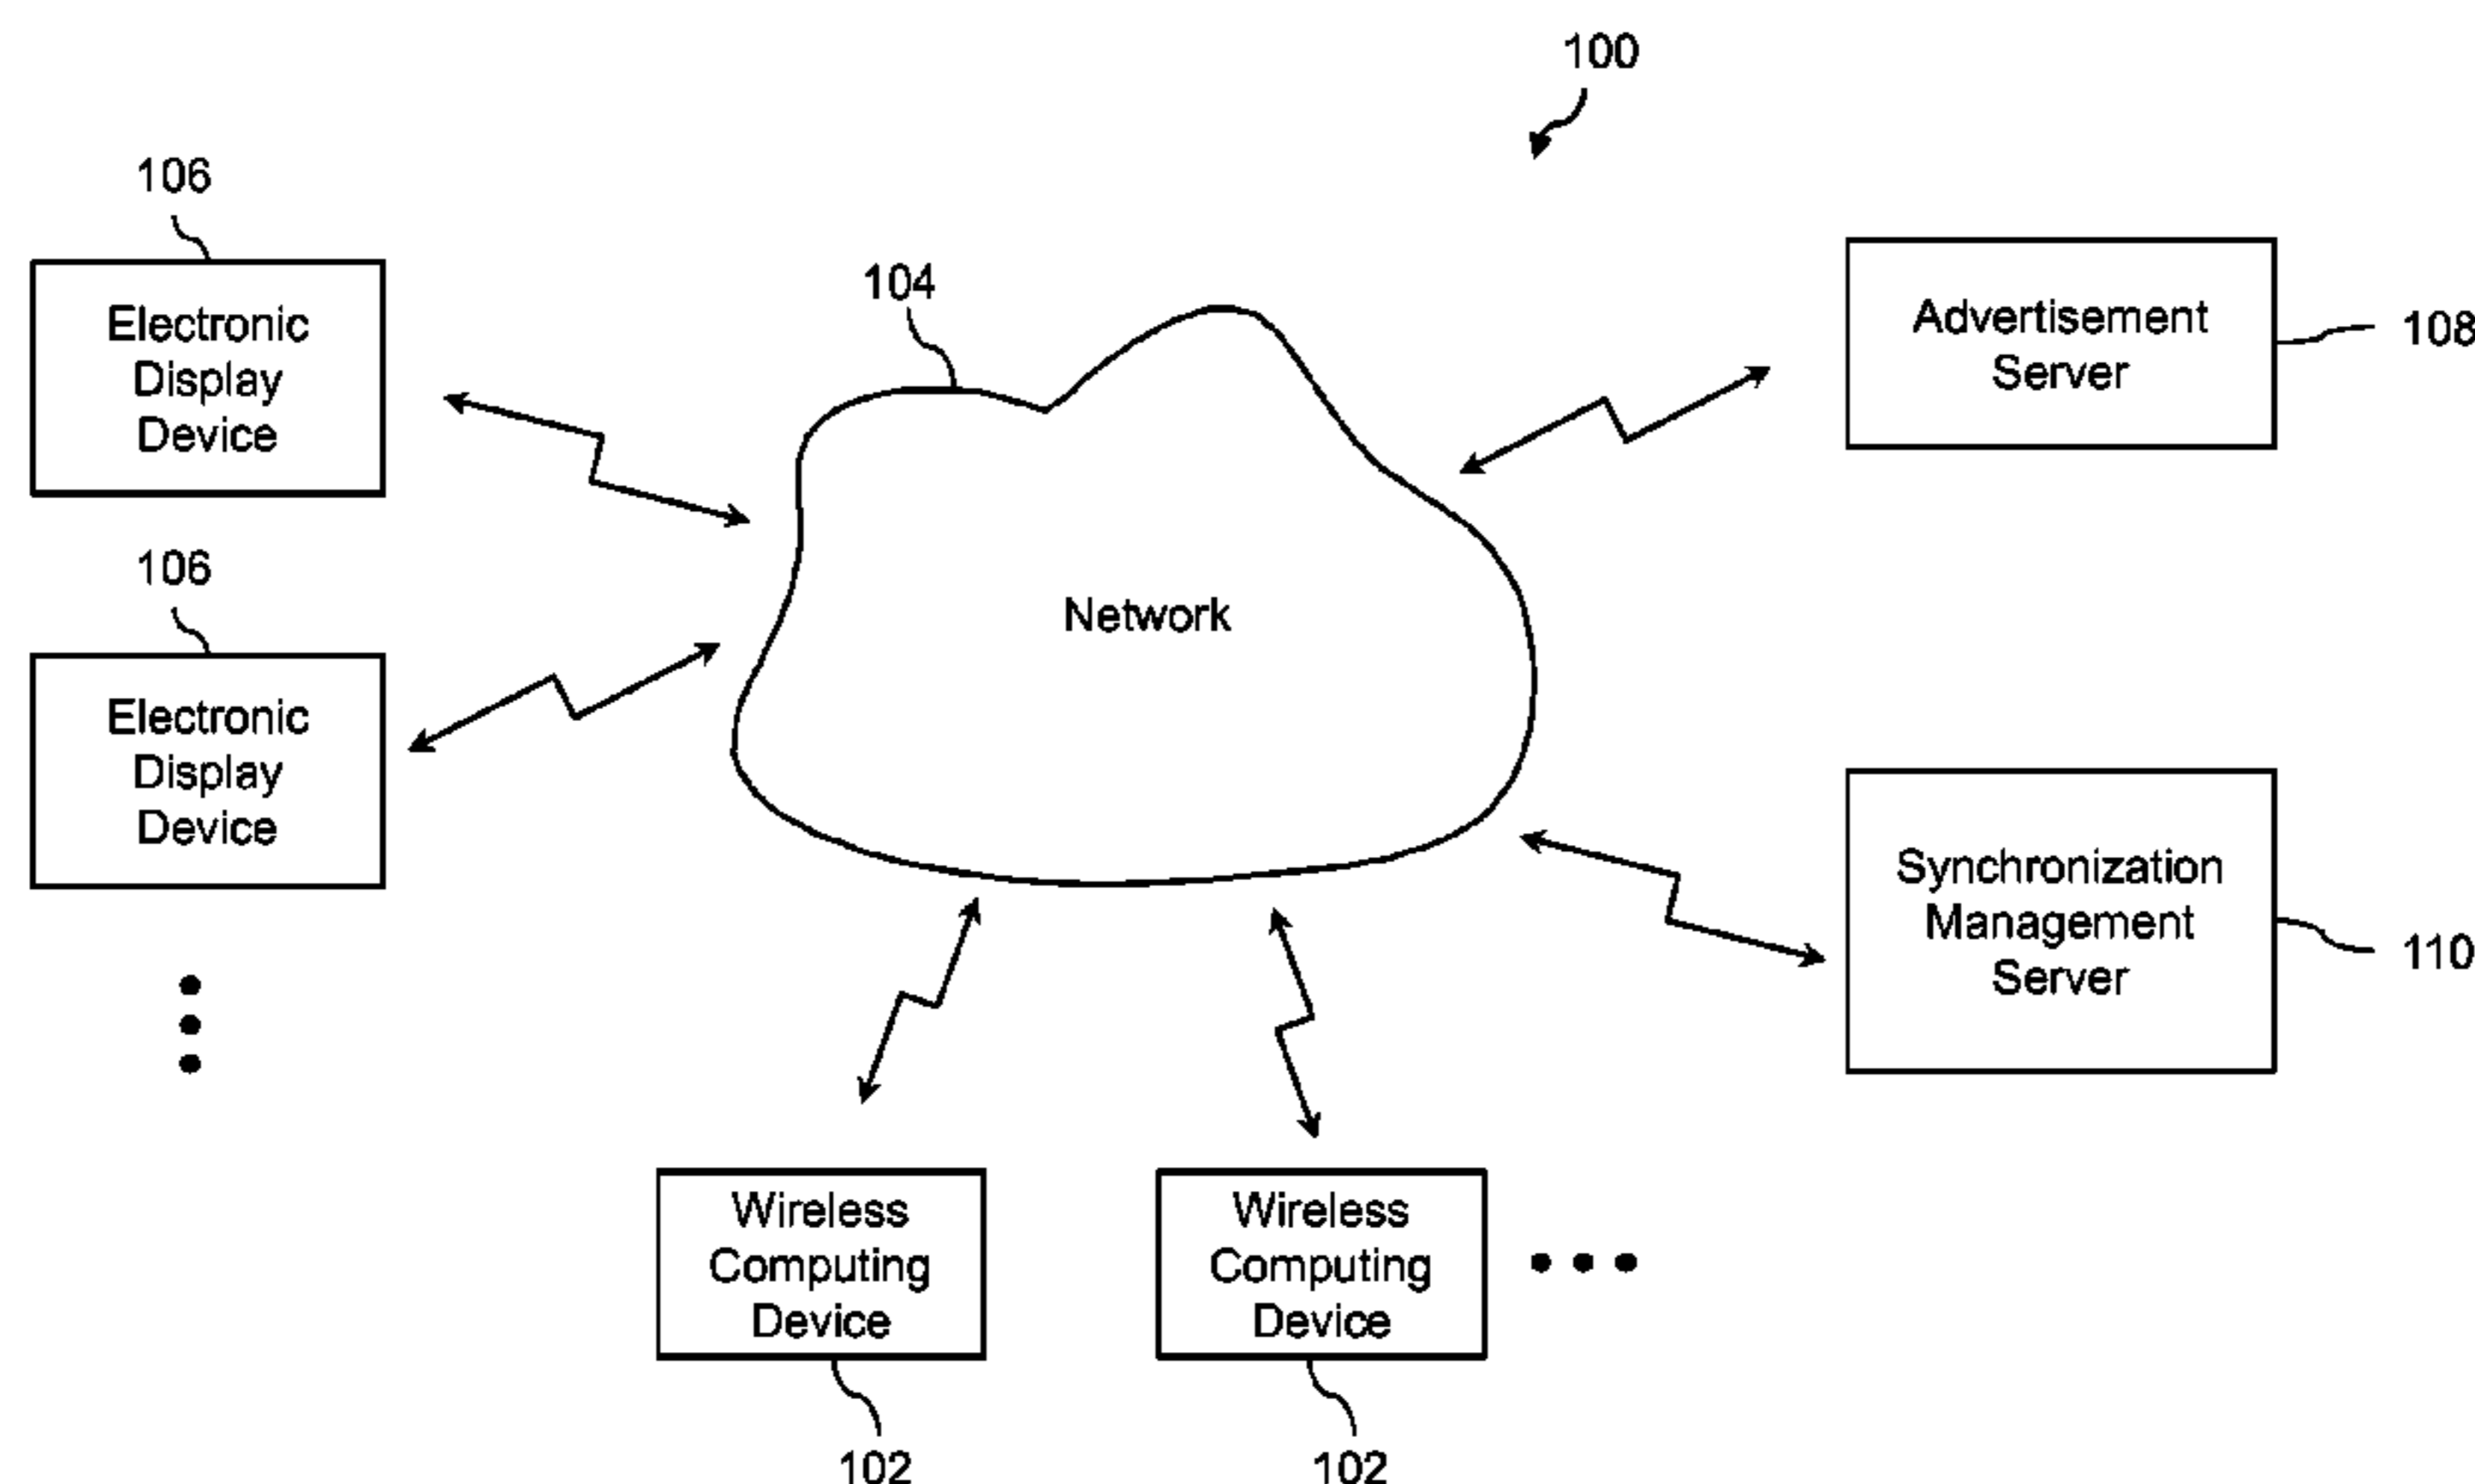 100
106
Electronic
Display
Device
104
Advertisement
Server
108
106
Electronic
Display
Device
Network
Synchronization
Management
Server
110
Wireless
Computing
Device
102
Wireless
Computing
Device
102